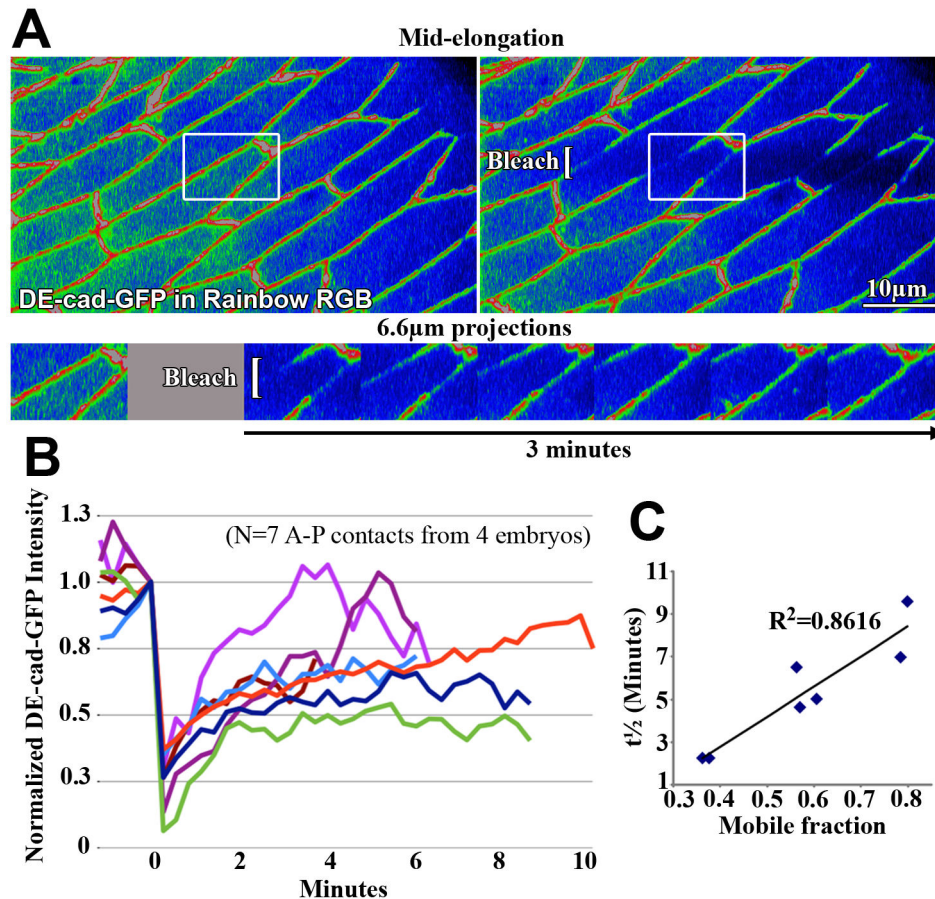 A
Mid-elongation
Bleach [
DE-cad-GFP in Rainbow RGB
10µm
6.6µm projections
Bleach [
3 minutes
B
Normalized DE-cad-GFP Intensity
1.3
1.0
0.8
0.5
0.3
0
(N=7 A-P contacts from 4 embryos)
0 2 4 6 8 10
Minutes
C
t½ (Minutes)
11
9
7
5
3
1
R²=0.8616
0.3 0.4 0.5 0.6 0.7 0.8
Mobile fraction